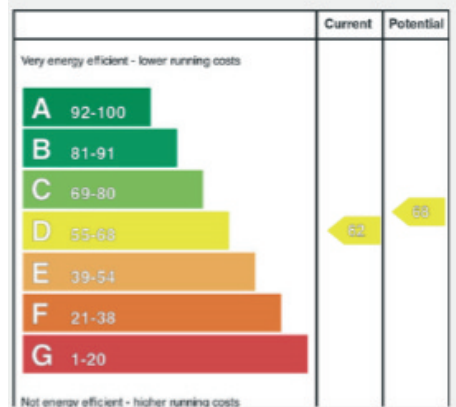 Current Potential
Very energy efficient - lower running costs
A 92-100
B 81-91
C 69-80
D 55-68
62
68
E 39-54
F 21-38
G 1-20
Not energy efficient - higher running costs